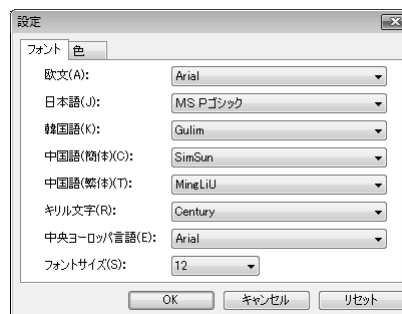 設定
フォント 色
欧文(A): Arial
日本語(J): MS Pゴシック
韓国語(K): Gulim
中国語(簡体)(C): SimSun
中国語(繁体)(T): MingLiU
キリル文字(R): Century
中央ヨーロッパ言語(E): Arial
フォントサイズ(S): 12
OK キャンセル リセット